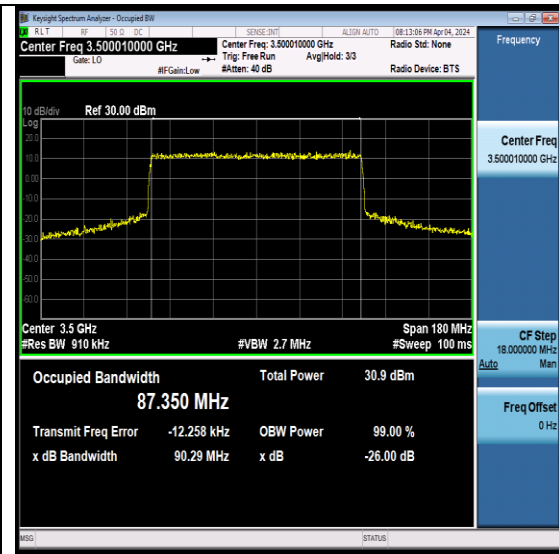 Keysight Spectrum Analyzer - Occupied BW
RLT RF 50 Ω DC SENSE:INT ALIGN AUTO 08:13:06 PM Apr 04, 2024
Center Freq 3.500010000 GHz Center Freq: 3.500010000 GHz Radio Std: None Frequency
Gate: LO Trig: Free Run Avg|Hold: 3/3
#IFGain:Low #Atten: 40 dB Radio Device: BTS
10 dB/div Ref 30.00 dBm
Log
20.0
10.0
0.00
-10.0
-20.0
-30.0
-40.0
-50.0
-60.0
Center Freq
3.500010000 GHz
Center 3.5 GHz Span 180 MHz
#Res BW 910 kHz #VBW 2.7 MHz #Sweep 100 ms
CF Step
18.000000 MHz
Auto Man
Occupied Bandwidth Total Power 30.9 dBm
87.350 MHz
Freq Offset
0 Hz
Transmit Freq Error -12.258 kHz OBW Power 99.00 %
x dB Bandwidth 90.29 MHz x dB -26.00 dB
MSG STATUS